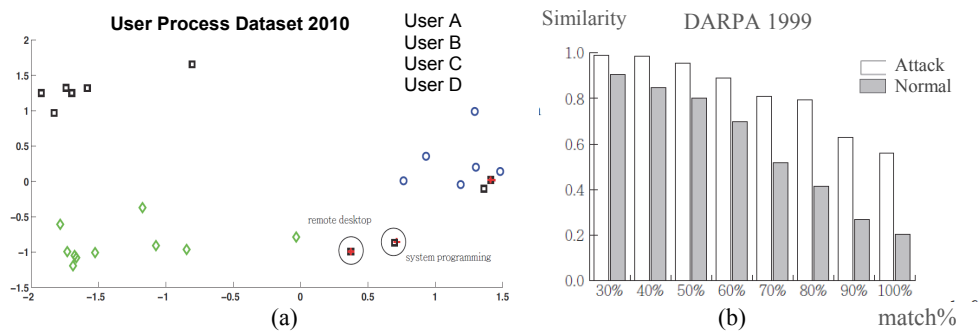 User Process Dataset 2010
User A
User B
User C
User D
2
1.5
1
0.5
0
−0.5
−1
−1.5
−2
−1.5
−1
−0.5
0
0.5
1
1.5
remote desktop
system programming
(a)
Similarity
DARPA 1999
Attack
Normal
1.0
0.8
0.6
0.4
0.2
0.0
30%
40%
50%
60%
70%
80%
90%
100%
(b)
match%